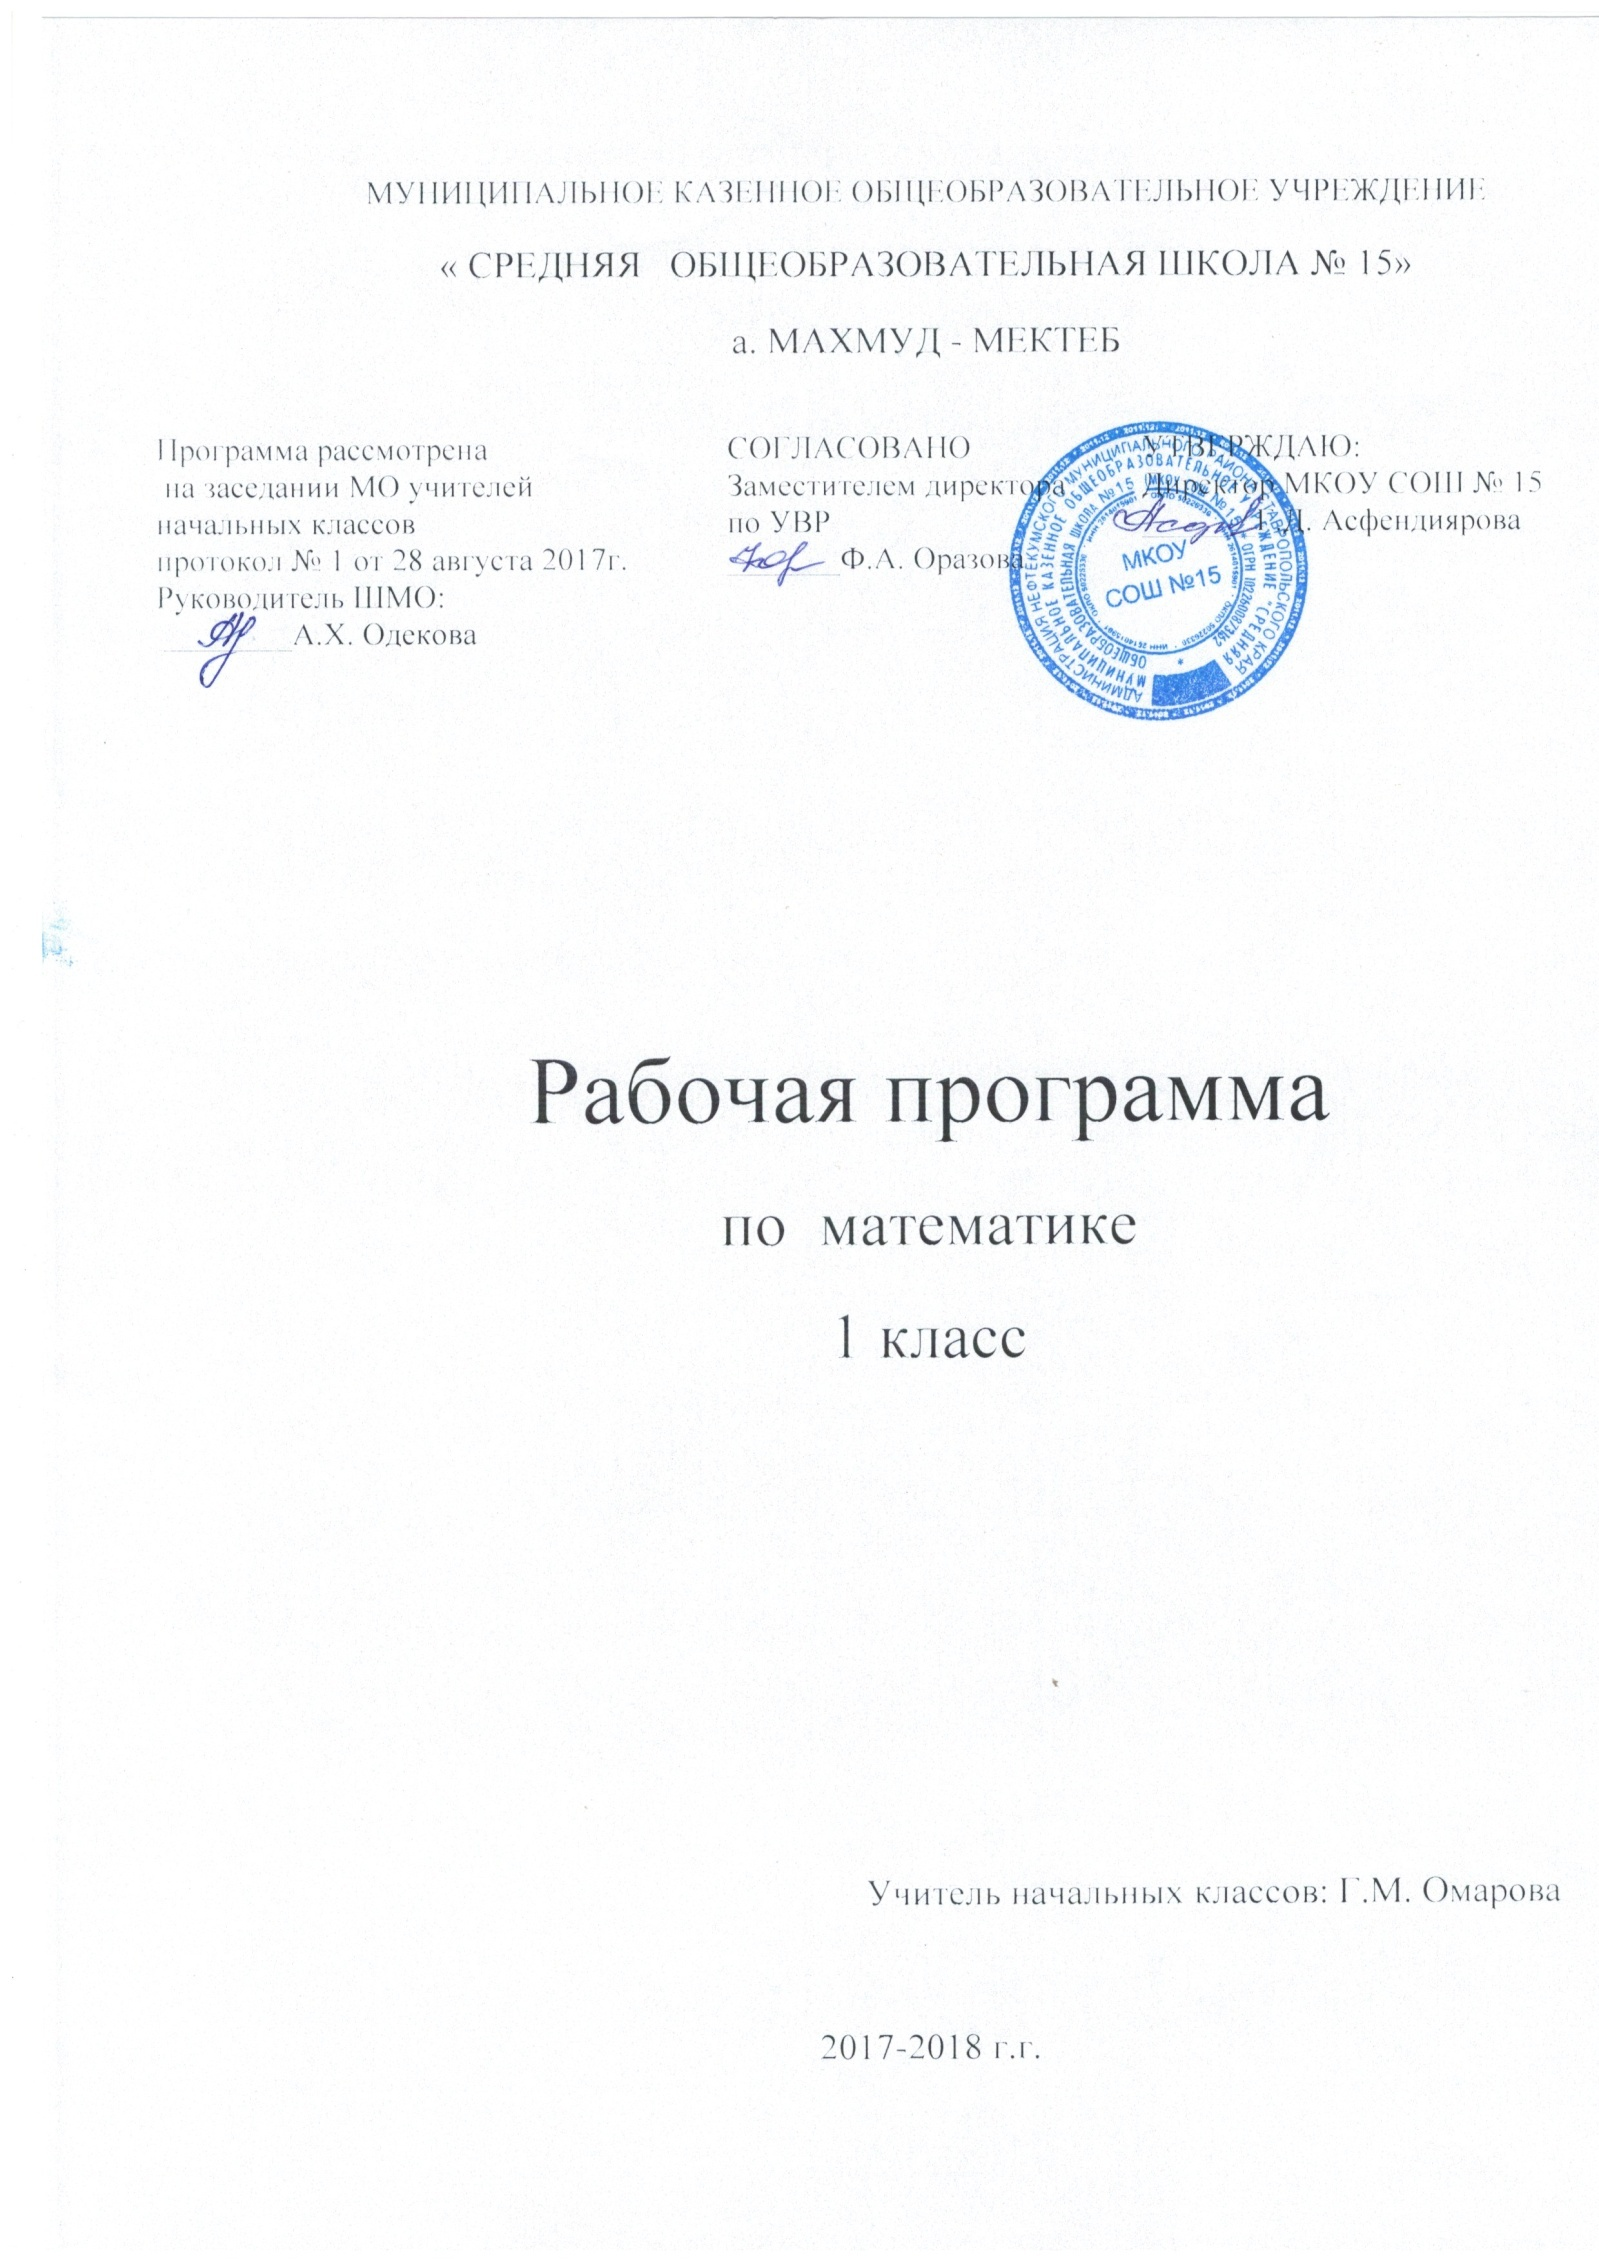 МУНИЦИПАЛЬНОЕ КАЗЕННОЕ ОБЩЕОБРАЗОВАТЕЛЬНОЕ УЧРЕЖДЕНИЕ
« СРЕДНЯЯ ОБЩЕОБРАЗОВАТЕЛЬНАЯ ШКОЛА № 15»
а. МАХМУД - МЕКТЕБ
Программа рассмотрена
на заседании МО учителей
начальных классов
протокол № 1 от 28 августа 2017г.
Руководитель ШМО:
А.Х. Одекова
СОГЛАСОВАНО
Заместителем директора
по УВР
Ф.А. Оразова
УТВЕРЖДАЮ:
Директор МКОУ СОШ № 15
Асфендиярова
МКОУ
СОШ №15
Рабочая программа
по математике
1 класс
Учитель начальных классов: Г.М. Омарова
2017-2018 г.г.